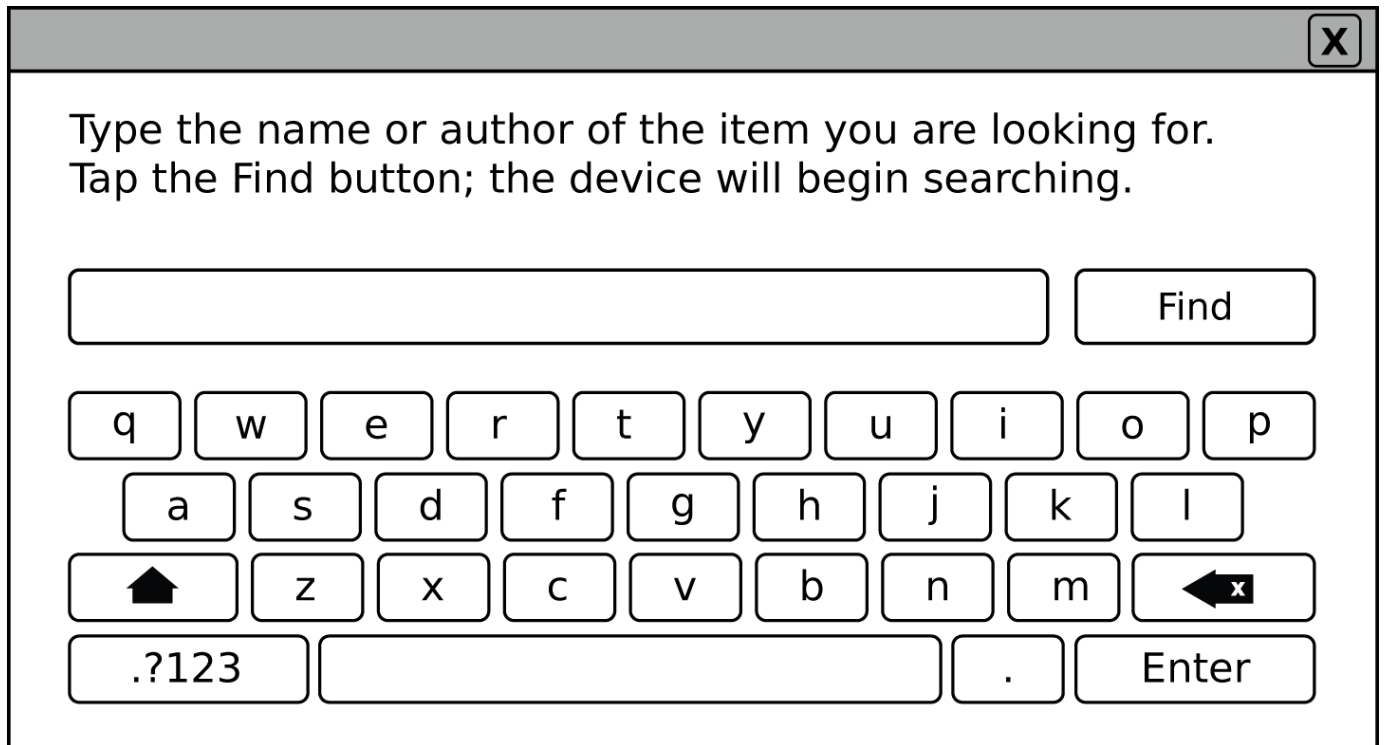 X
Type the name or author of the item you are looking for.
Tap the Find button; the device will begin searching.
Find
q w e r t y u i o p
a s d f g h j k l
z x c v b n m x
.?123 . Enter